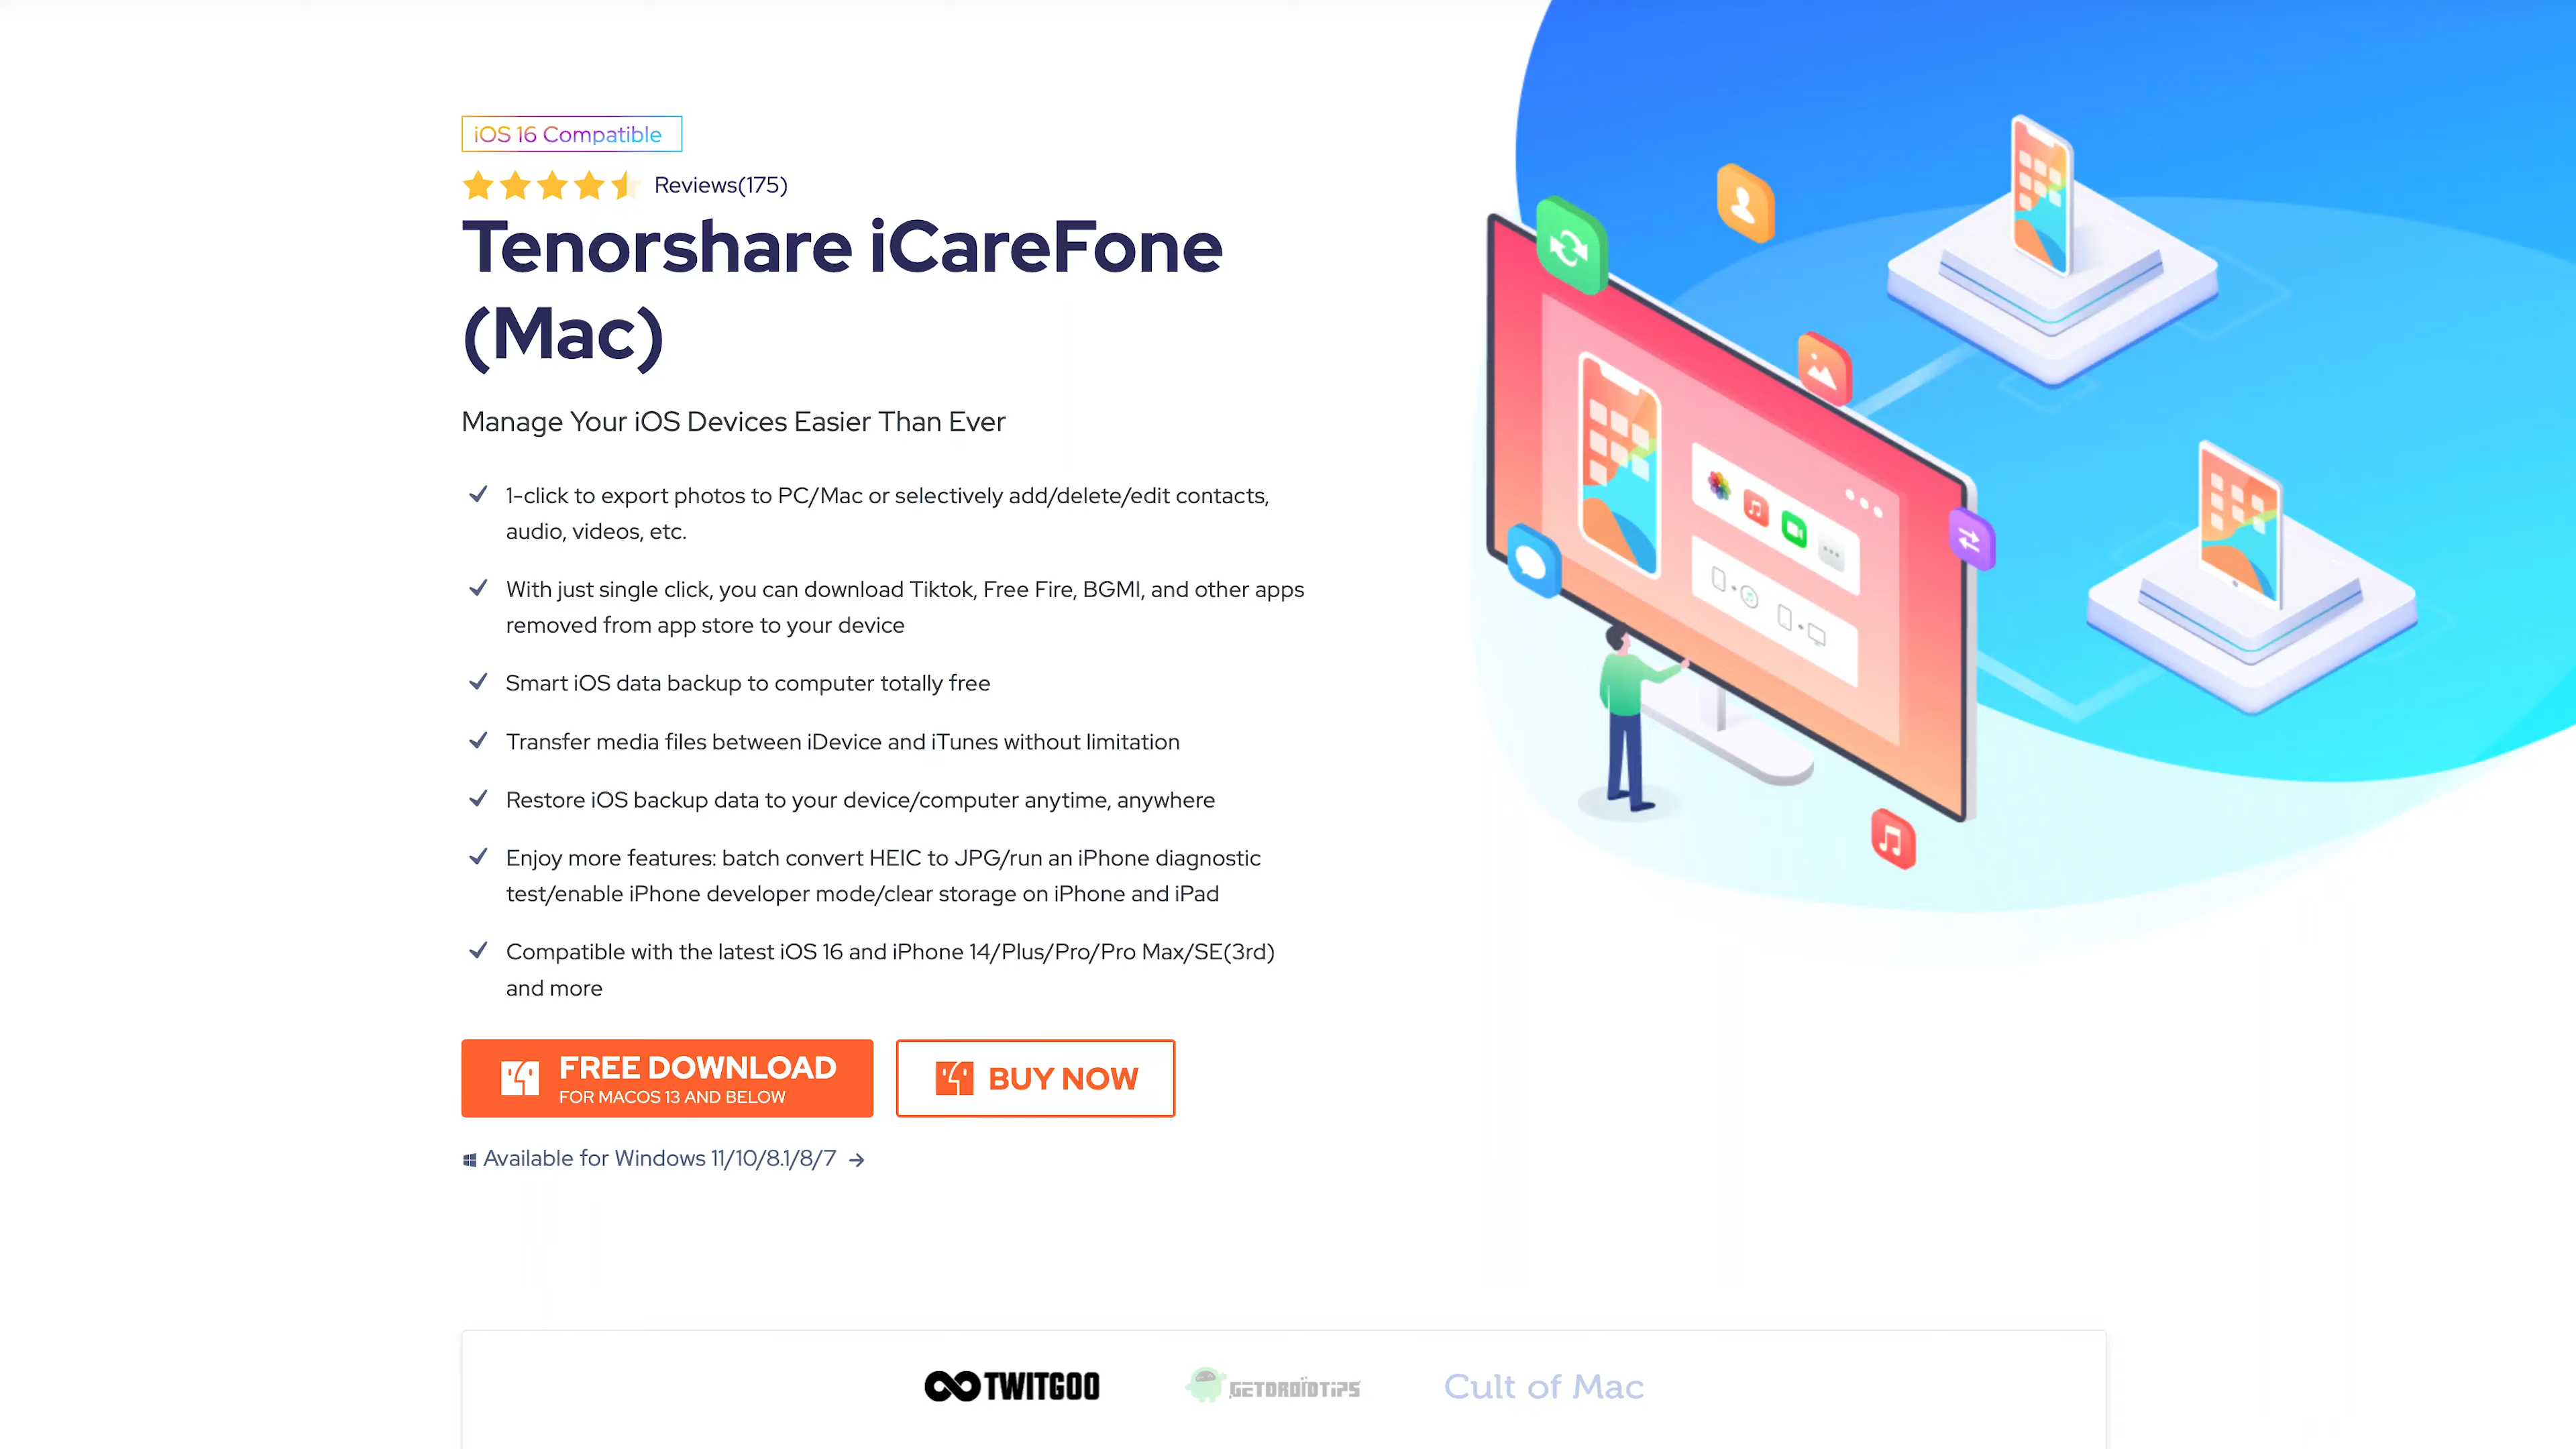 iOS 16 Compatible
Reviews(175)
Tenorshare iCareFone
(Mac)
Manage Your iOS Devices Easier Than Ever
1-click to export photos to PC/Mac or selectively add/delete/edit contacts,
audio, videos, etc.
With just single click, you can download Tiktok, Free Fire, BGMI, and other apps
removed from app store to your device
Smart iOS data backup to computer totally free
Transfer media files between iDevice and iTunes without limitation
Restore iOS backup data to your device/computer anytime, anywhere
Enjoy more features: batch convert HEIC to JPG/run an iPhone diagnostic
test/enable iPhone developer mode/clear storage on iPhone and iPad
Compatible with the latest iOS 16 and iPhone 14/Plus/Pro/Pro Max/SE(3rd)
and more
FREE DOWNLOAD
FOR MACOS 13 AND BELOW
BUY NOW
Available for Windows 11/10/8.1/8/7
TWITGOO
GETDROIDTIPS
Cult of Mac